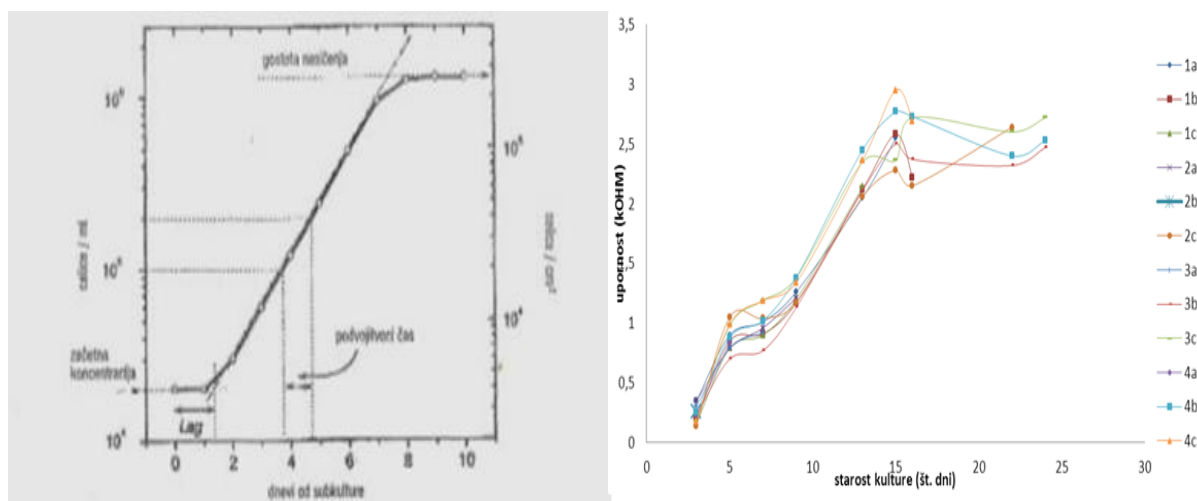 gostota nasičenja
10⁶
10⁵
10⁴
celice / ml
začetna
koncentracija
Lag
podvojitveni čas
10⁵
10⁴
celice / cm²
0
2
4
6
8
10
dnevi od subkulture
3,5
3
2,5
2
1,5
1
0,5
0
upornost (kOHM)
0
5
10
15
20
25
30
starost kulture (št. dni)
1a
1b
1c
2a
2b
2c
3a
3b
3c
4a
4b
4c